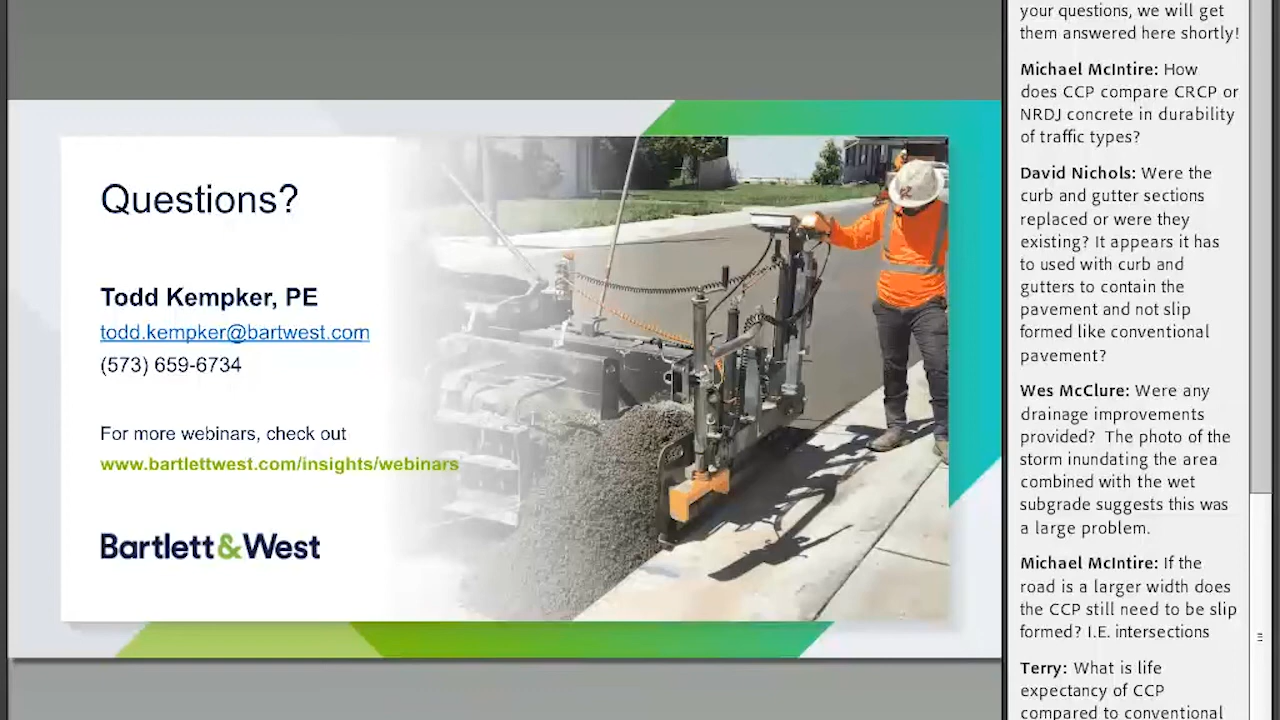 Questions?
Todd Kempker, PE
todd.kempker@bartwest.com
(573) 659-6734
For more webinars, check out
www.bartlettwest.com/insights/webinars
Bartlett&West
your questions, we will get
them answered here shortly!
Michael McIntire: How
does CCP compare CRCP or
NRDJ concrete in durability
of traffic types?
David Nichols: Were the
curb and gutter sections
replaced or were they
existing? It appears it has
to used with curb and
gutters to contain the
pavement and not slip
formed like conventional
pavement?
Wes McClure: Were any
drainage improvements
provided? The photo of the
storm inundating the area
combined with the wet
subgrade suggests this was
a large problem.
Michael McIntire: If the
road is a larger width does
the CCP still need to be slip
formed? I.E. intersections
Terry: What is life
expectancy of CCP
compared to conventional